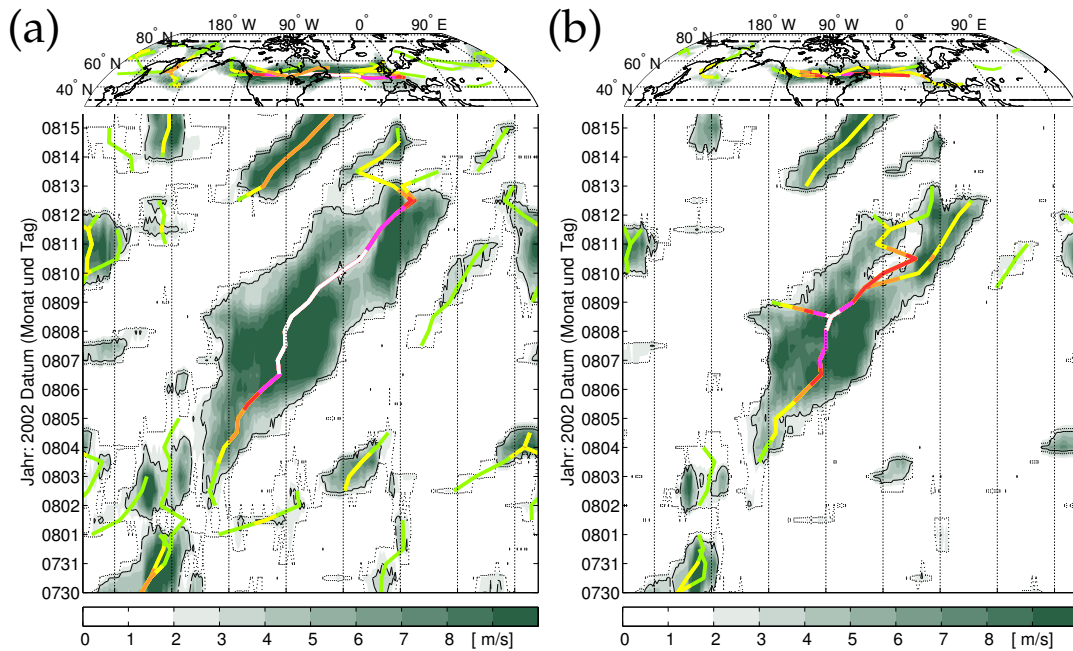 (a)
180° W 90° W 0° 90° E
80° N
60° N
40° N
0815
0814
0813
0812
0811
0810
0809
0808
0807
0806
0805
0804
0803
0802
0801
0731
0730
Jahr: 2002 Datum (Monat und Tag)
0 1 2 3 4 5 6 7 [ m/s]
(b)
180° W 90° W 0° 90° E
80° N
60° N
40° N
0815
0814
0813
0812
0811
0810
0809
0808
0807
0806
0805
0804
0803
0802
0801
0731
0730
Jahr: 2002 Datum (Monat und Tag)
0 1 2 3 4 5 6 7 8 [ m/s]